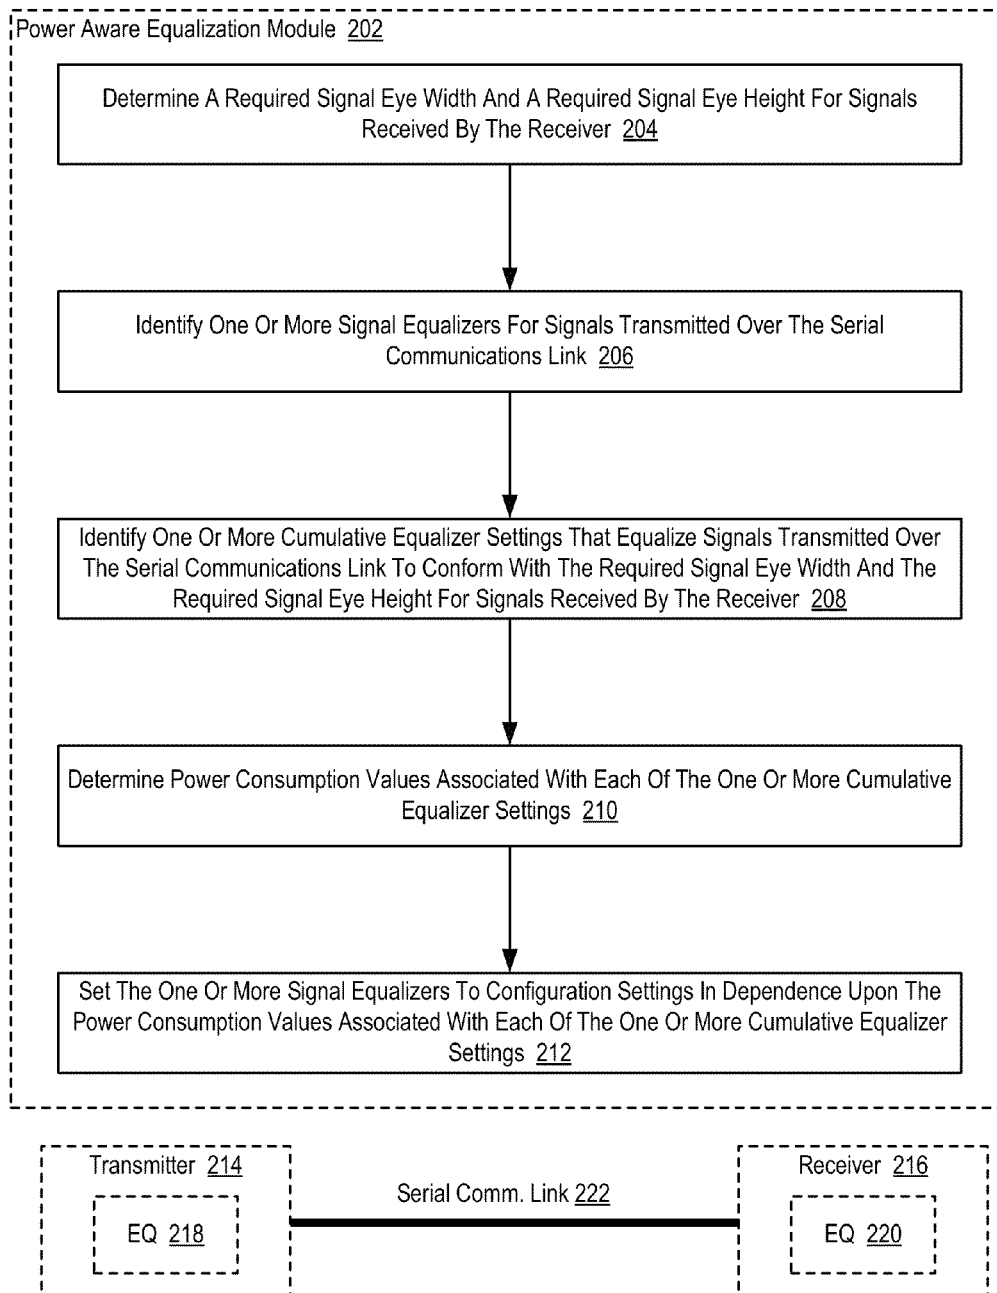 Power Aware Equalization Module 202
Determine A Required Signal Eye Width And A Required Signal Eye Height For Signals
Received By The Receiver 204
Identify One Or More Signal Equalizers For Signals Transmitted Over The Serial
Communications Link 206
Identify One Or More Cumulative Equalizer Settings That Equalize Signals Transmitted Over
The Serial Communications Link To Conform With The Required Signal Eye Width And The
Required Signal Eye Height For Signals Received By The Receiver 208
Determine Power Consumption Values Associated With Each Of The One Or More Cumulative
Equalizer Settings 210
Set The One Or More Signal Equalizers To Configuration Settings In Dependence Upon The
Power Consumption Values Associated With Each Of The One Or More Cumulative Equalizer
Settings 212
Transmitter 214
EQ 218
Serial Comm. Link 222
Receiver 216
EQ 220